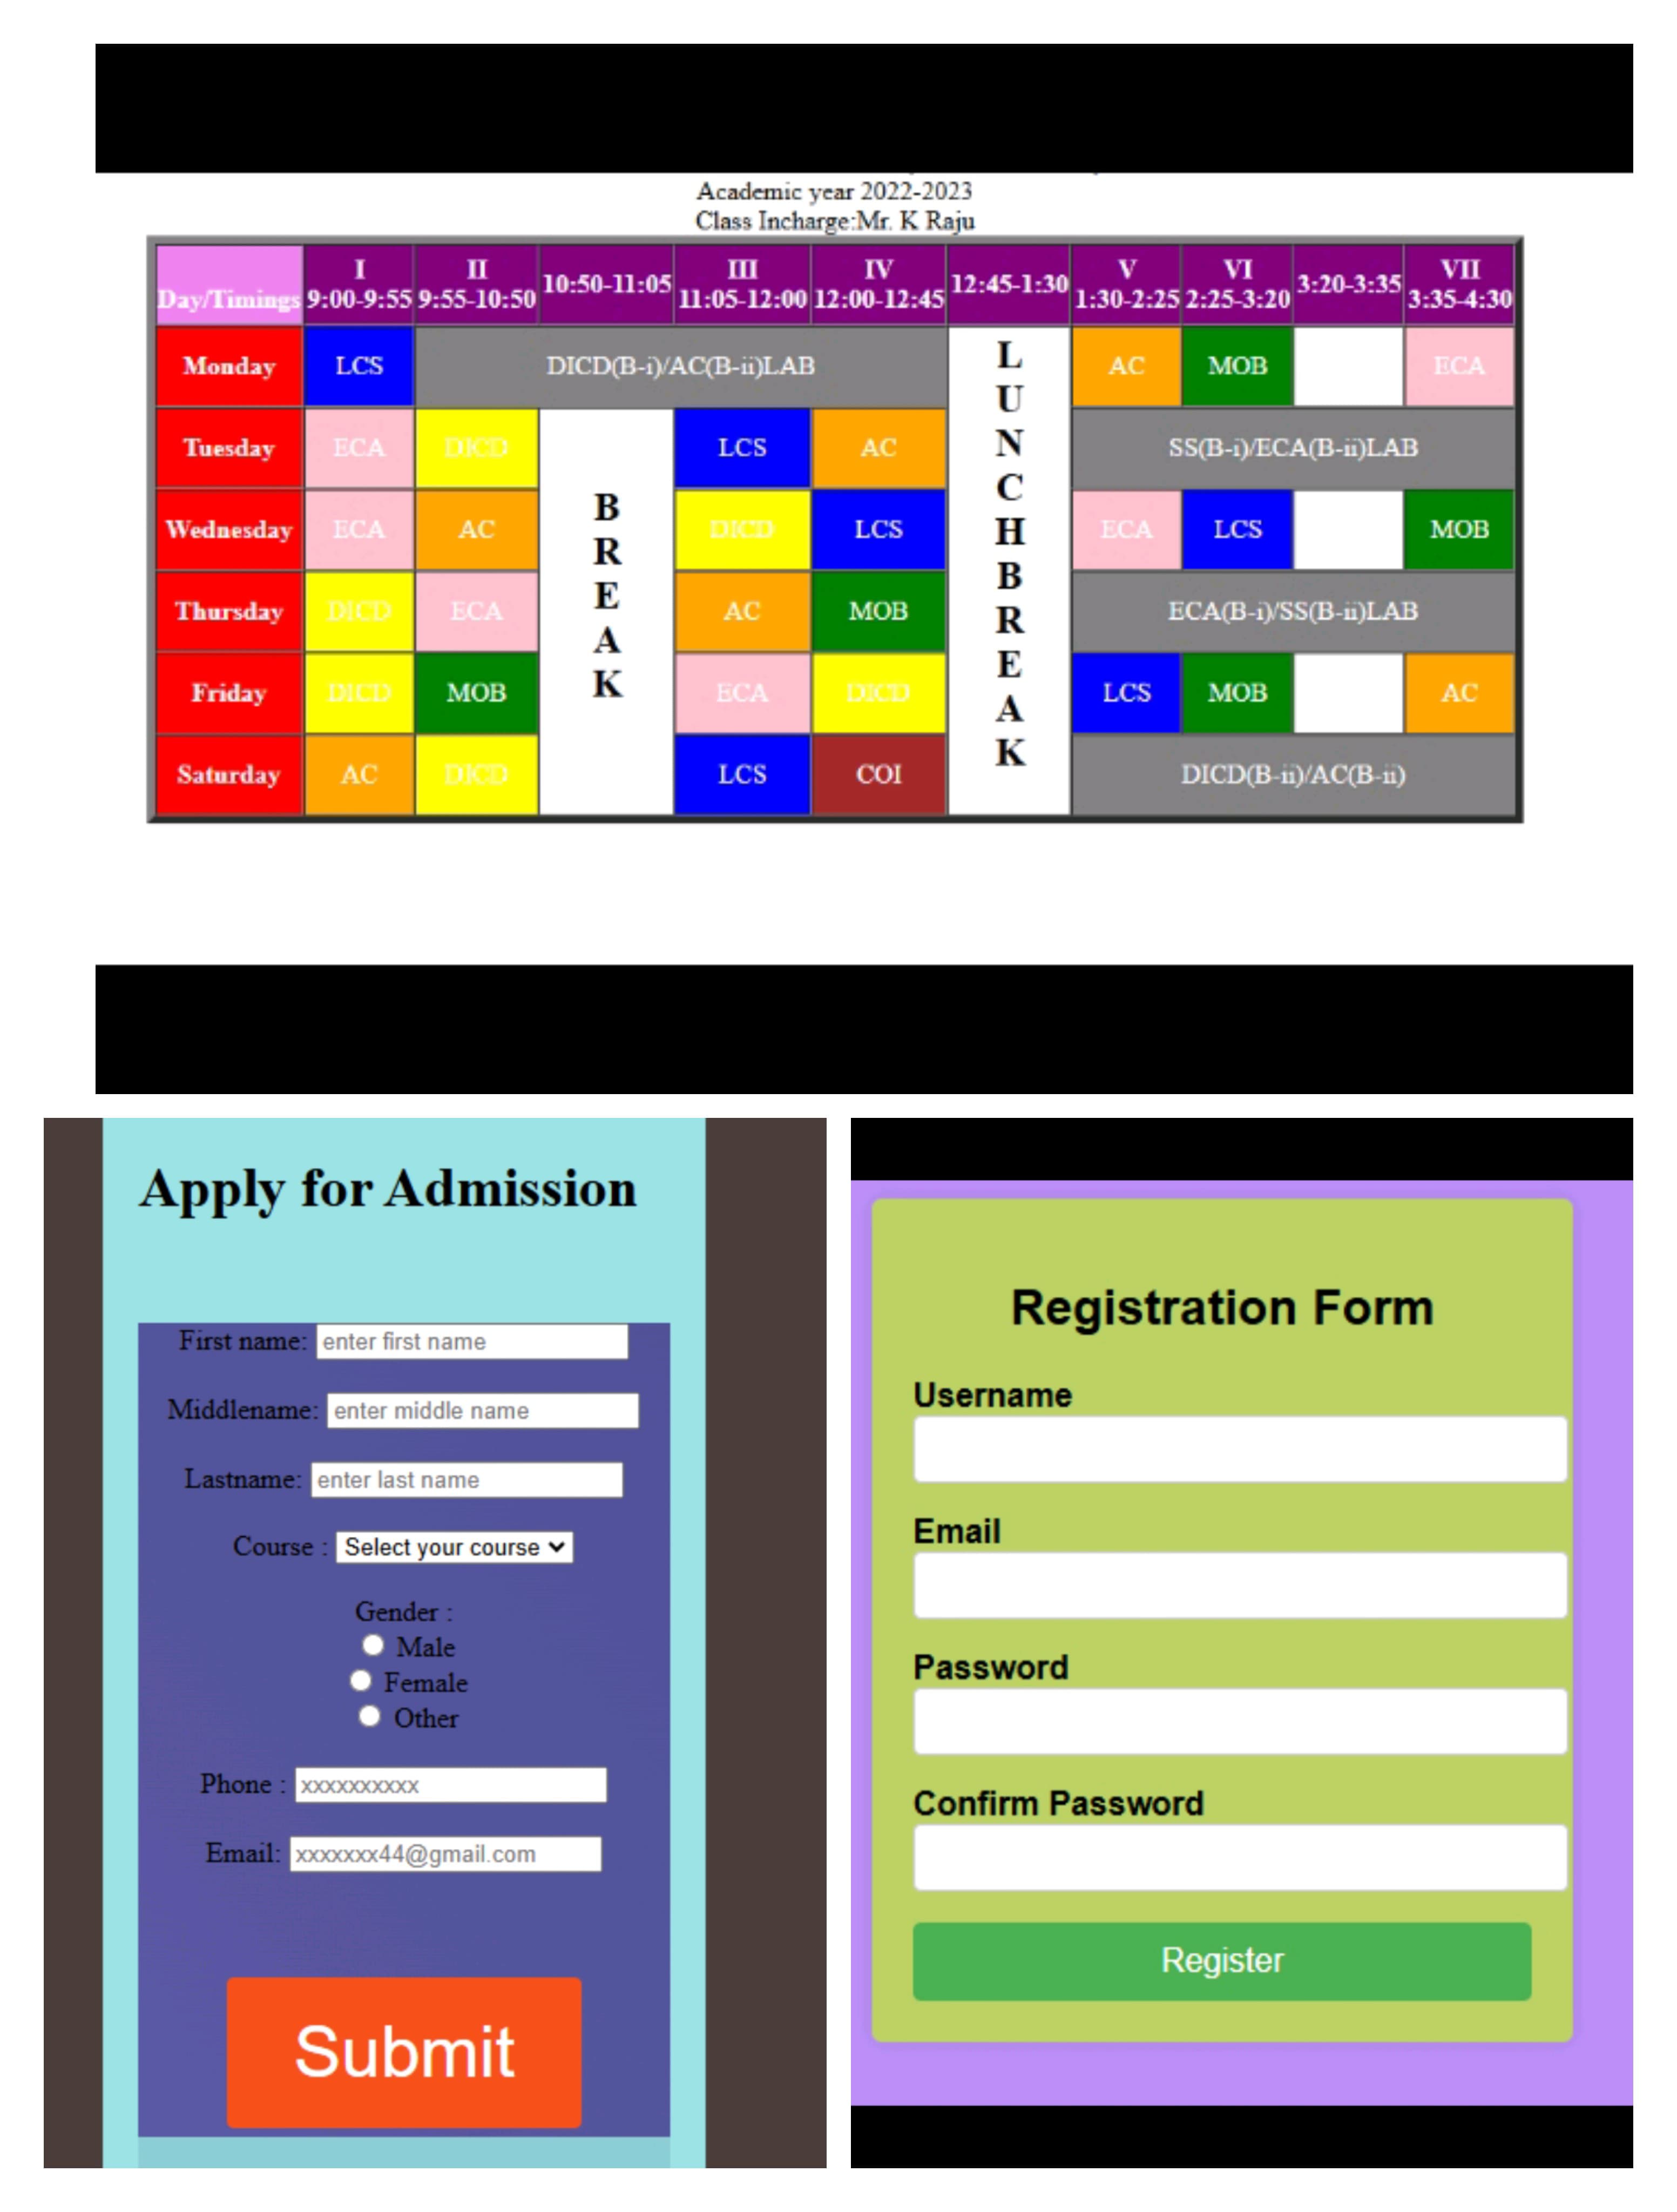 Academic year 2022-2023
Class Incharge:Mr. K Raju
Day/Timings I 9:00-9:55 II 9:55-10:50 10:50-11:05 III 11:05-12:00 IV 12:00-12:45 12:45-1:30 V 1:30-2:25 VI 2:25-3:20 3:20-3:35 VII 3:35-4:30
Monday LCS DICD(B-i)/AC(B-ii)LAB LUNCHBREAK AC MOB ECA
Tuesday ECA DICD BREAK LCS AC SS(B-i)/ECA(B-ii)LAB
Wednesday ECA AC DICD LCS ECA LCS MOB
Thursday DICD ECA AC MOB ECA(B-i)/SS(B-ii)LAB
Friday DICD MOB ECA DICD LCS MOB AC
Saturday AC DICD LCS COI DICD(B-ii)/AC(B-ii)
Apply for Admission
First name: enter first name
Middlename: enter middle name
Lastname: enter last name
Course : Select your course
Gender :
Male
Female
Other
Phone : xxxxxxxxxx
Email: xxxxxxx44@gmail.com
Submit
Registration Form
Username
Email
Password
Confirm Password
Register